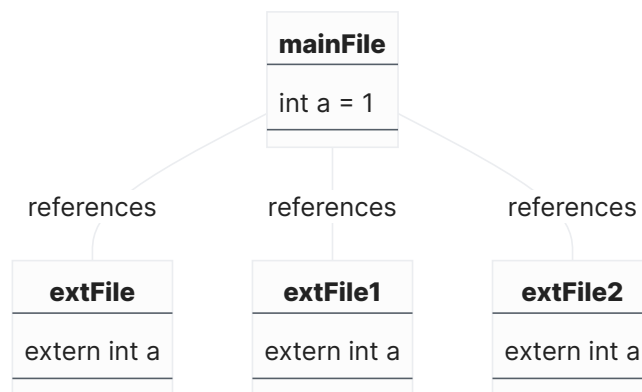 mainFile
int a = 1
references references references
extFile extFile1 extFile2
extern int a extern int a extern int a